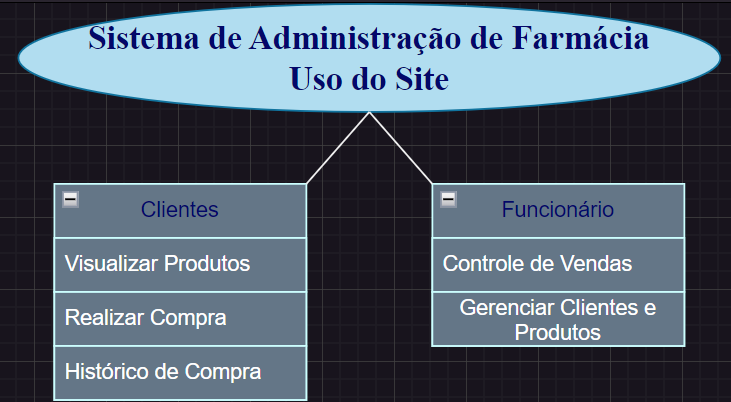 Sistema de Administração de Farmácia
Uso do Site
Clientes
Visualizar Produtos
Realizar Compra
Histórico de Compra
Funcionário
Controle de Vendas
Gerenciar Clientes e
Produtos